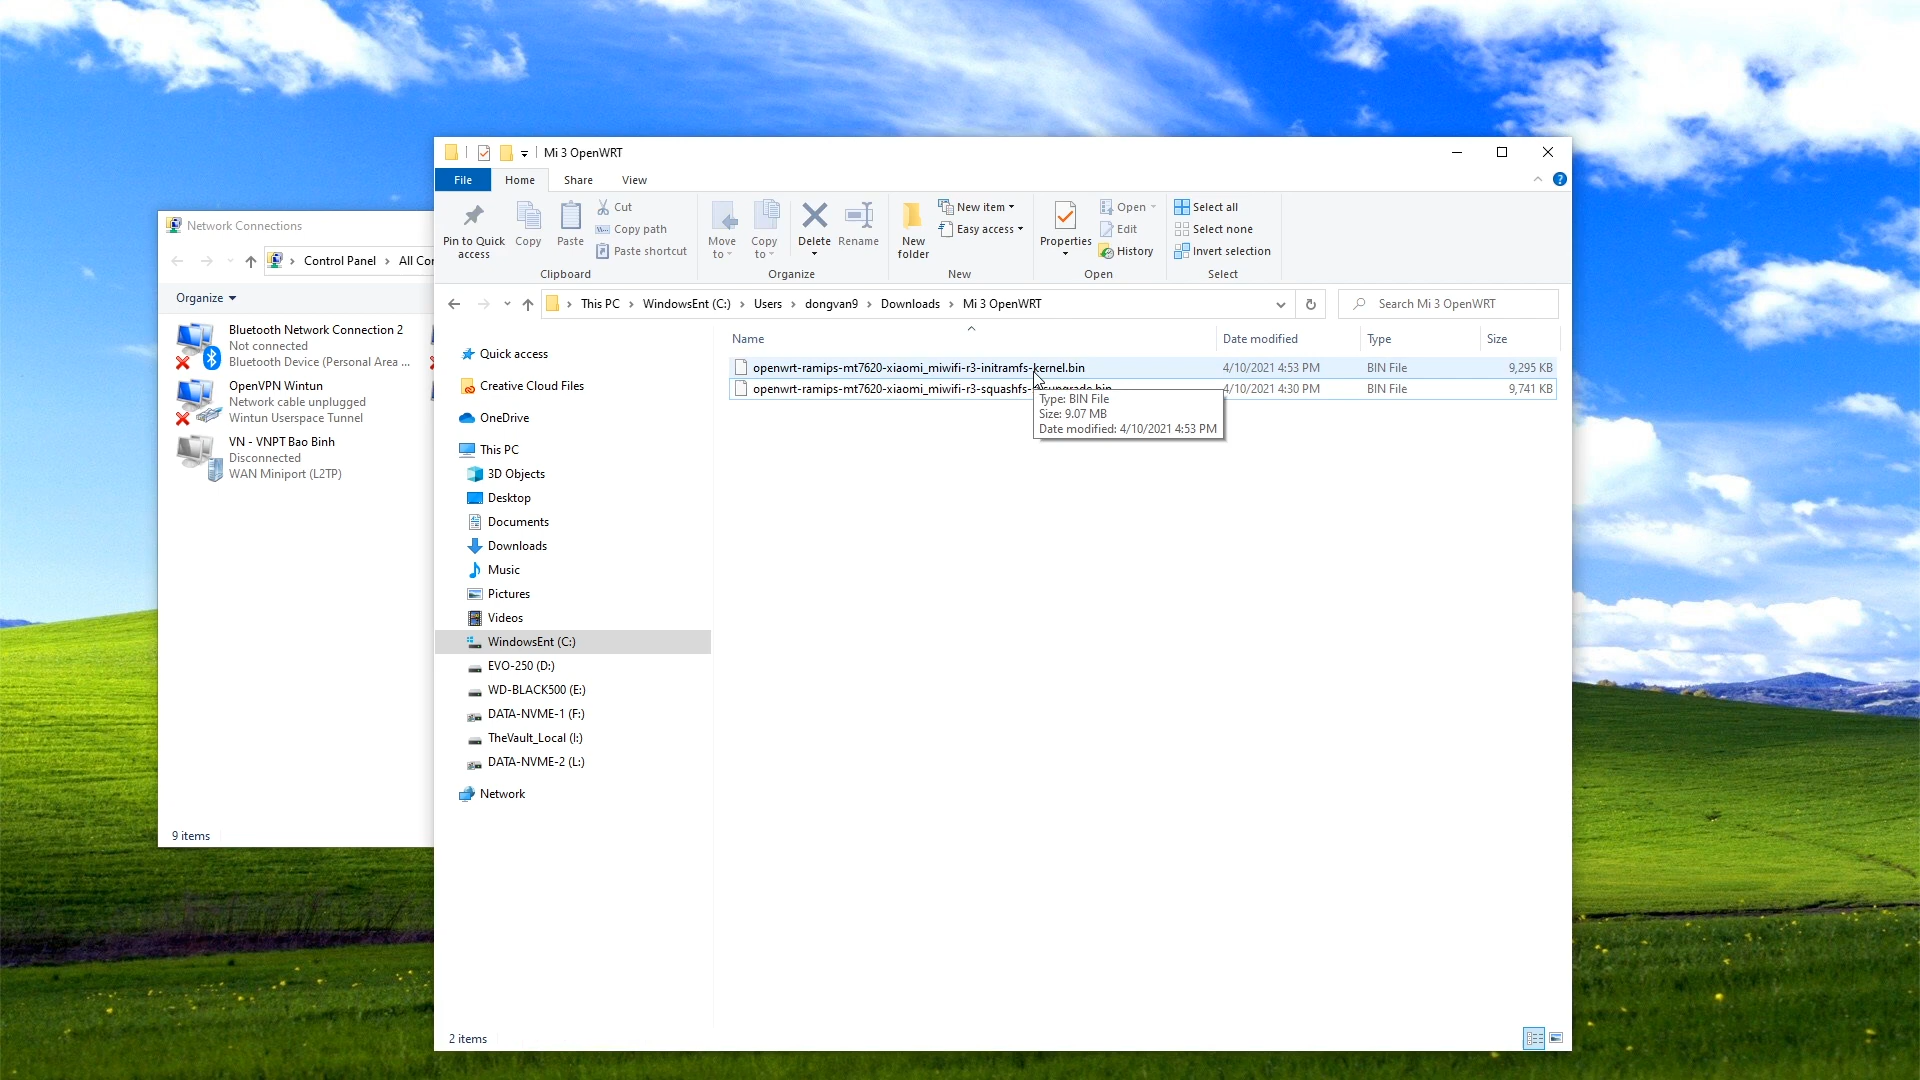 Mi 3 OpenWRT
File Home Share View
Pin to Quick access
Copy
Paste
Cut
Copy path
Paste shortcut
Clipboard
Move to
Copy to
Delete
Rename
Organize
New folder
New item
Easy access
New
Properties
Open
Edit
History
Open
Select all
Select none
Invert selection
Select
This PC WindowsEnt (C:) Users dongvan9 Downloads Mi 3 OpenWRT
Search Mi 3 OpenWRT
Name Date modified Type Size
openwrt-ramips-mt7620-xiaomi_miwifi-r3-initramfs-kernel.bin 4/10/2021 4:53 PM BIN File 9,295 KB
openwrt-ramips-mt7620-xiaomi_miwifi-r3-squashfs- 4/10/2021 4:30 PM BIN File 9,741 KB
Type: BIN File
Size: 9.07 MB
Date modified: 4/10/2021 4:53 PM
Quick access
Creative Cloud Files
OneDrive
This PC
3D Objects
Desktop
Documents
Downloads
Music
Pictures
Videos
WindowsEnt (C:)
EVO-250 (D:)
WD-BLACK500 (E:)
DATA-NVME-1 (F:)
TheVault_Local (I:)
DATA-NVME-2 (L:)
Network
2 items
Network Connections
Control Panel All Cor
Organize
Bluetooth Network Connection 2
Not connected
Bluetooth Device (Personal Area ...
OpenVPN Wintun
Network cable unplugged
Wintun Userspace Tunnel
VN - VNPT Bao Binh
Disconnected
WAN Miniport (L2TP)
9 items